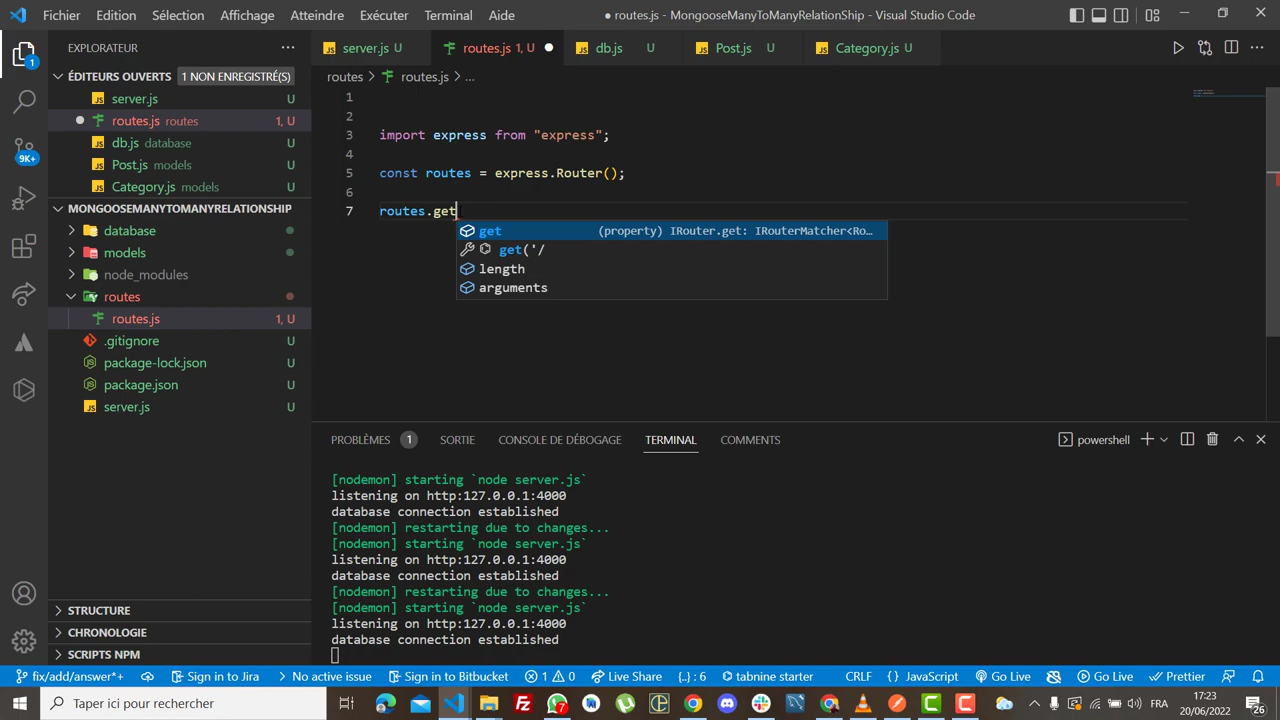 Fichier Edition Sélection Affichage Atteindre Exécuter Terminal Aide
● routes.js - MongooseManyToManyRelationShip - Visual Studio Code
EXPLORATEUR
ÉDITEURS OUVERTS 1 NON ENREGISTRÉ(S)
server.js U
routes.js routes 1, U
db.js database U
Post.js models U
Category.js models U
MONGOOSEMANYTOMANYRELATIONSHIP
database
models
node_modules
routes
routes.js 1, U
.gitignore U
package-lock.json U
package.json U
server.js U
STRUCTURE
CHRONOLOGIE
SCRIPTS NPM
1
9K+
server.js U routes.js 1, U ● db.js U Post.js U Category.js U
routes > routes.js > ...
1
2
3 import express from "express";
4
5 const routes = express.Router();
6
7 routes.get
get (property) IRouter.get: IRouterMatcher<Ro...
get('/
length
arguments
PROBLÈMES 1 SORTIE CONSOLE DE DÉBOGAGE TERMINAL COMMENTS
powershell
[nodemon] starting `node server.js`
listening on http:127.0.0.1:4000
database connection established
[nodemon] restarting due to changes...
[nodemon] starting `node server.js`
listening on http:127.0.0.1:4000
database connection established
[nodemon] restarting due to changes...
[nodemon] starting `node server.js`
listening on http:127.0.0.1:4000
database connection established
fix/add/answer*+ Sign in to Jira No active issue Sign in to Bitbucket 1 0 Live Share {..} : 6 tabnine starter CRLF JavaScript Go Live Go Live Prettier
Taper ici pour rechercher
7
FRA
17:23
20/06/2022
26